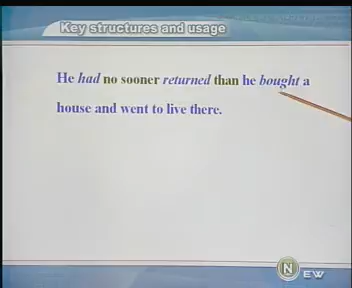 Key structures and usage
He had no sooner returned than he bought a
house and went to live there.
N EW